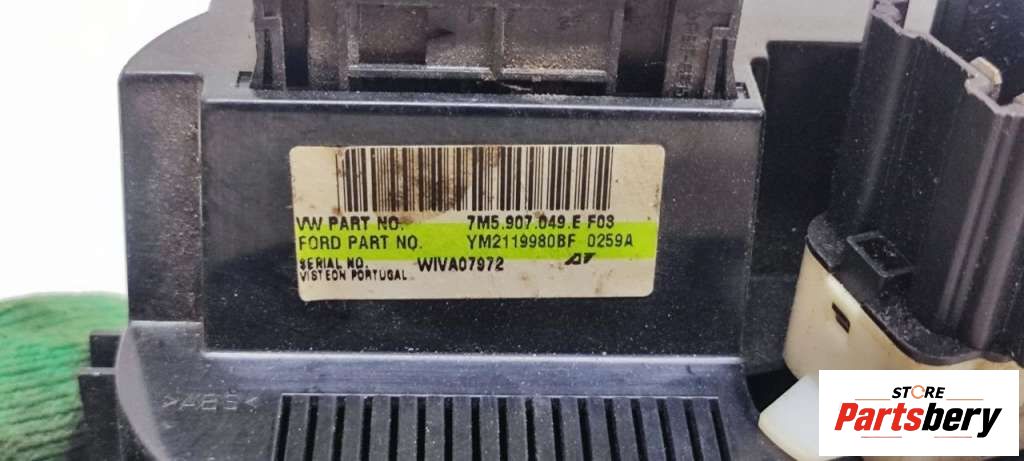 VW PART NO. 7M5.907.049.E F03
FORD PART NO. YM2119980BF 0259A
SERIAL NO. WIVA07972
VISTEON PORTUGAL
>ABS<
STORE
Partsbery